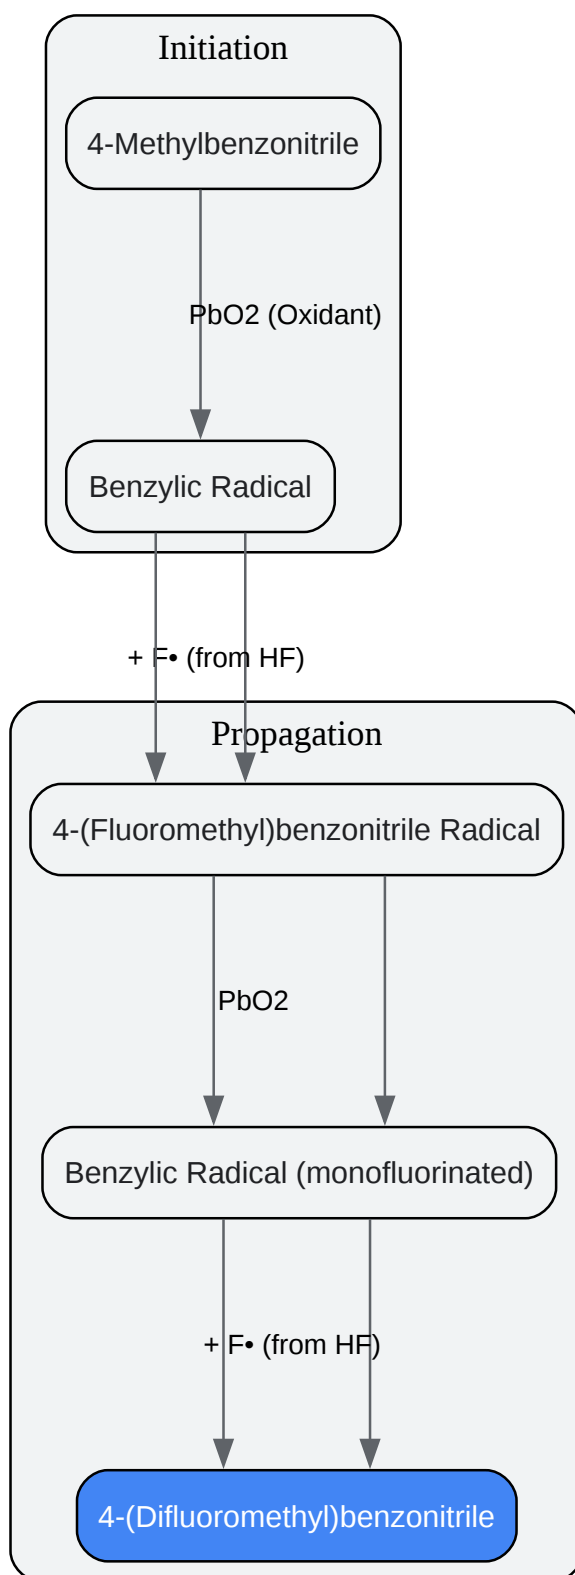 Initiation
4-Methylbenzonitrile
PbO2 (Oxidant)
Benzylic Radical
+ F• (from HF)
Propagation
4-(Fluoromethyl)benzonitrile Radical
PbO2
Benzylic Radical (monofluorinated)
+ F• (from HF)
4-(Difluoromethyl)benzonitrile